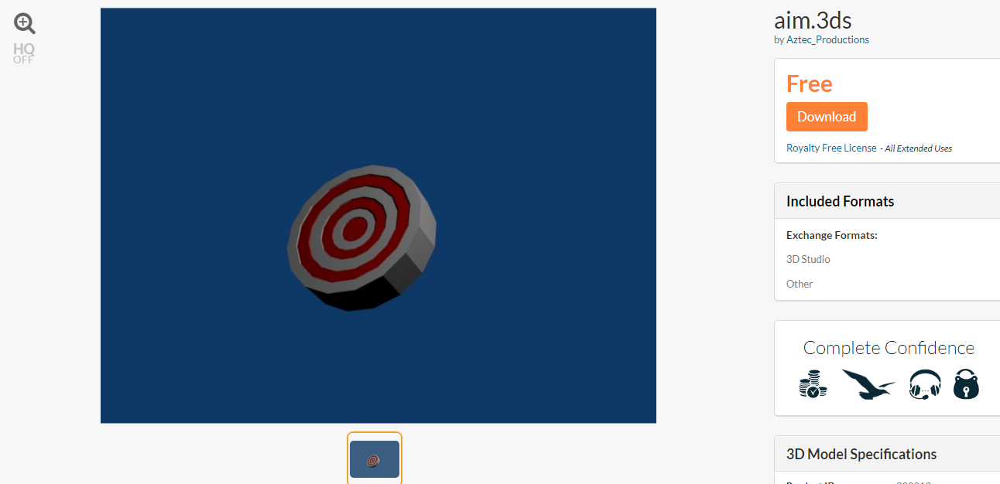 HQ
OFF
aim.3ds
by Aztec_Productions
Free
Download
Royalty Free License - All Extended Uses
Included Formats
Exchange Formats:
3D Studio
Other
Complete Confidence
3D Model Specifications